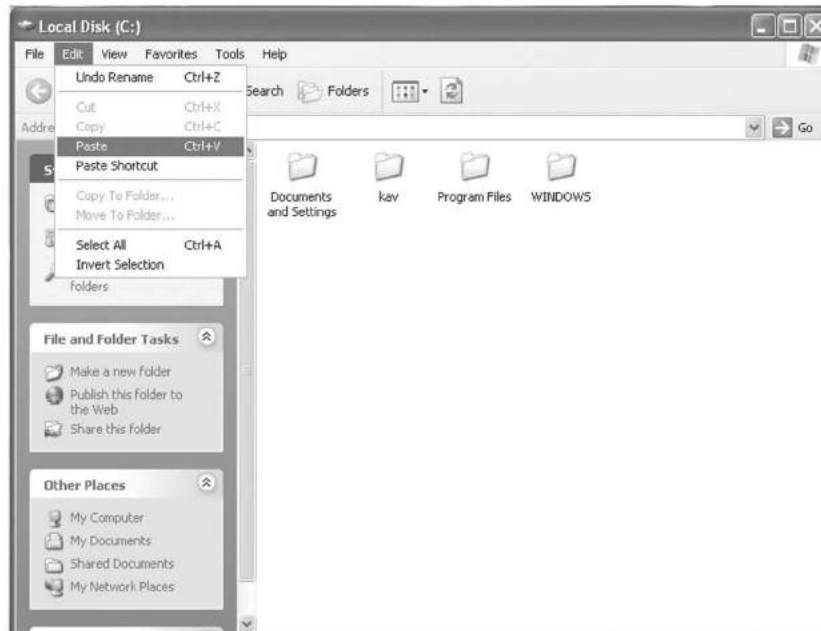 Local Disk (C:)
File Edit View Favorites Tools Help
Undo Rename Ctrl+Z
Cut Ctrl+X
Copy Ctrl+C
Paste Ctrl+V
Paste Shortcut
Copy To Folder...
Move To Folder...
Select All Ctrl+A
Invert Selection
Search Folders
Addre
Go
folders
Documents
and Settings
kav
Program Files
WINDOWS
File and Folder Tasks
Make a new folder
Publish this folder to
the Web
Share this folder
Other Places
My Computer
My Documents
Shared Documents
My Network Places